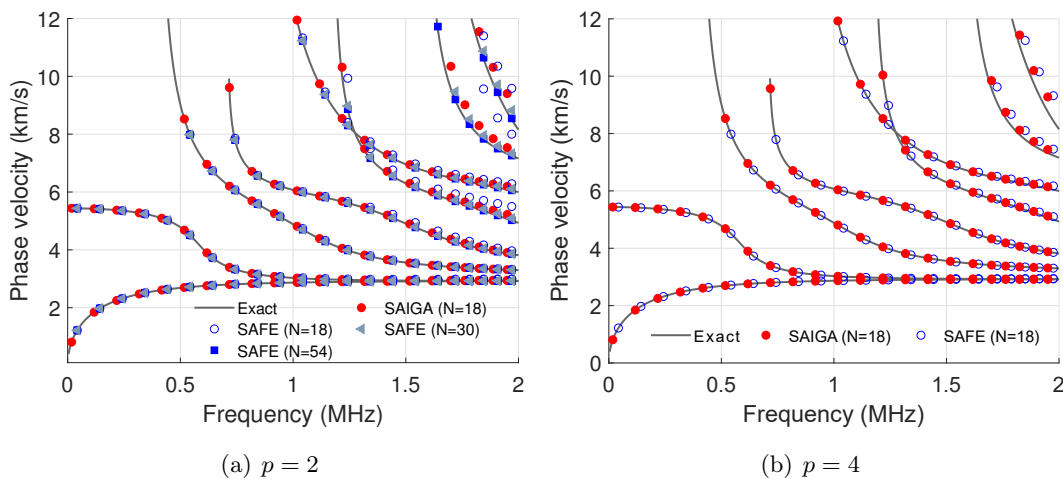 12
10
8
6
4
2
0
Phase velocity (km/s)
Exact
SAIGA (N=18)
SAFE (N=18)
SAFE (N=30)
SAFE (N=54)
0
0.5
1
1.5
2
Frequency (MHz)
(a) p = 2
12
10
8
6
4
2
0
Phase velocity (km/s)
Exact
SAIGA (N=18)
SAFE (N=18)
0
0.5
1
1.5
2
Frequency (MHz)
(b) p = 4